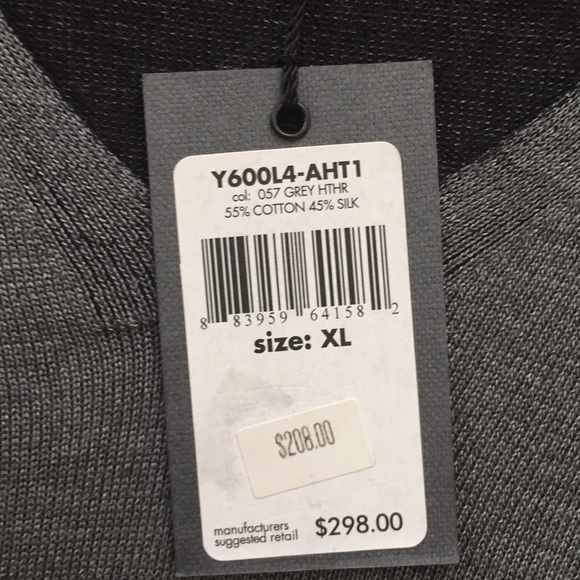 Y600L4-AHT1
col: 057 GREY HTHR
55% COTTON 45% SILK
8 83959 64158 2
size: XL
$208.00
manufacturers
suggested retail $298.00